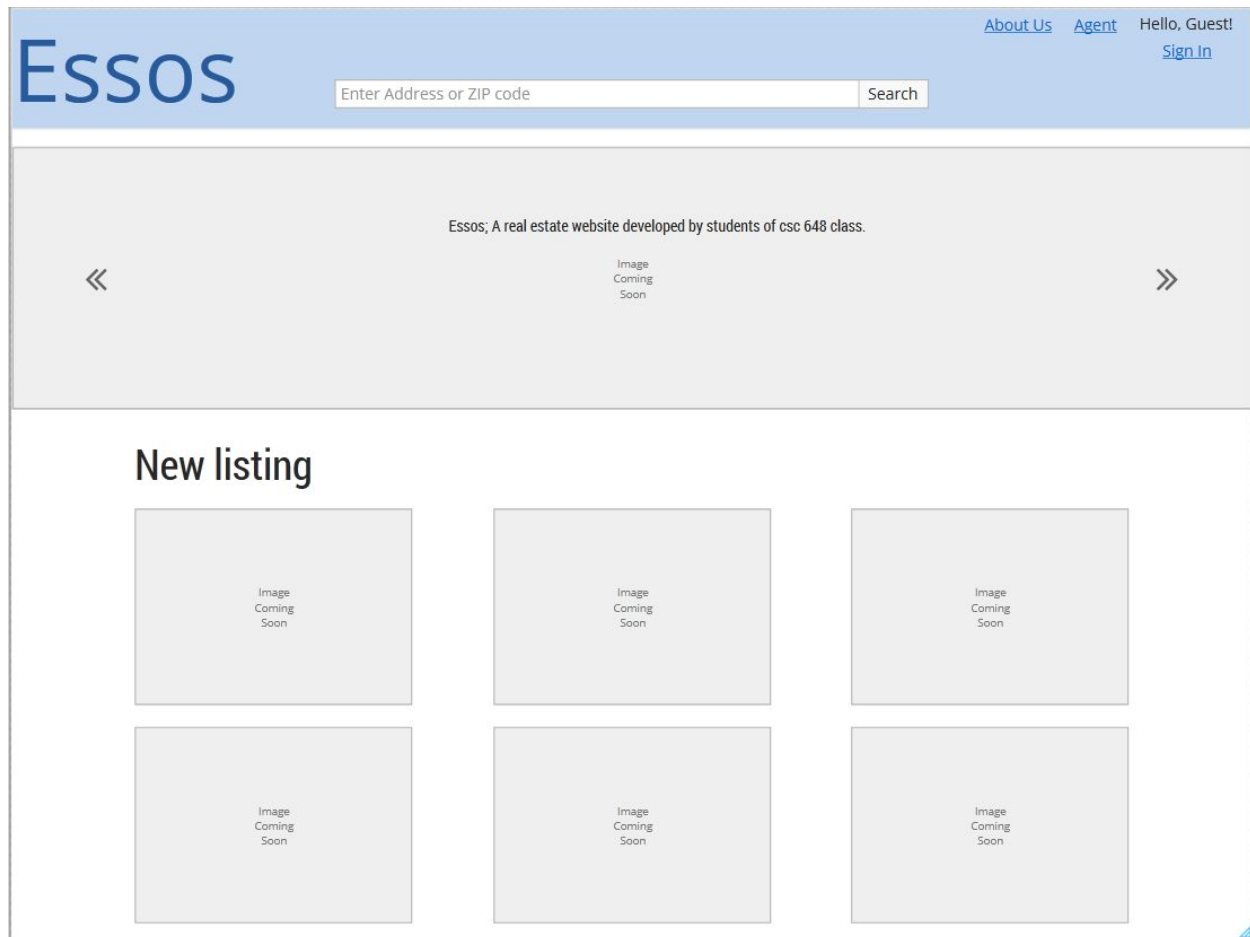 About Us Agent Hello, Guest!
Essos
Sign In
Enter Address or ZIP code Search
Essos; A real estate website developed by students of csc 648 class.
Image
Coming
Soon
New listing
Image
Coming
Soon
Image
Coming
Soon
Image
Coming
Soon
Image
Coming
Soon
Image
Coming
Soon
Image
Coming
Soon